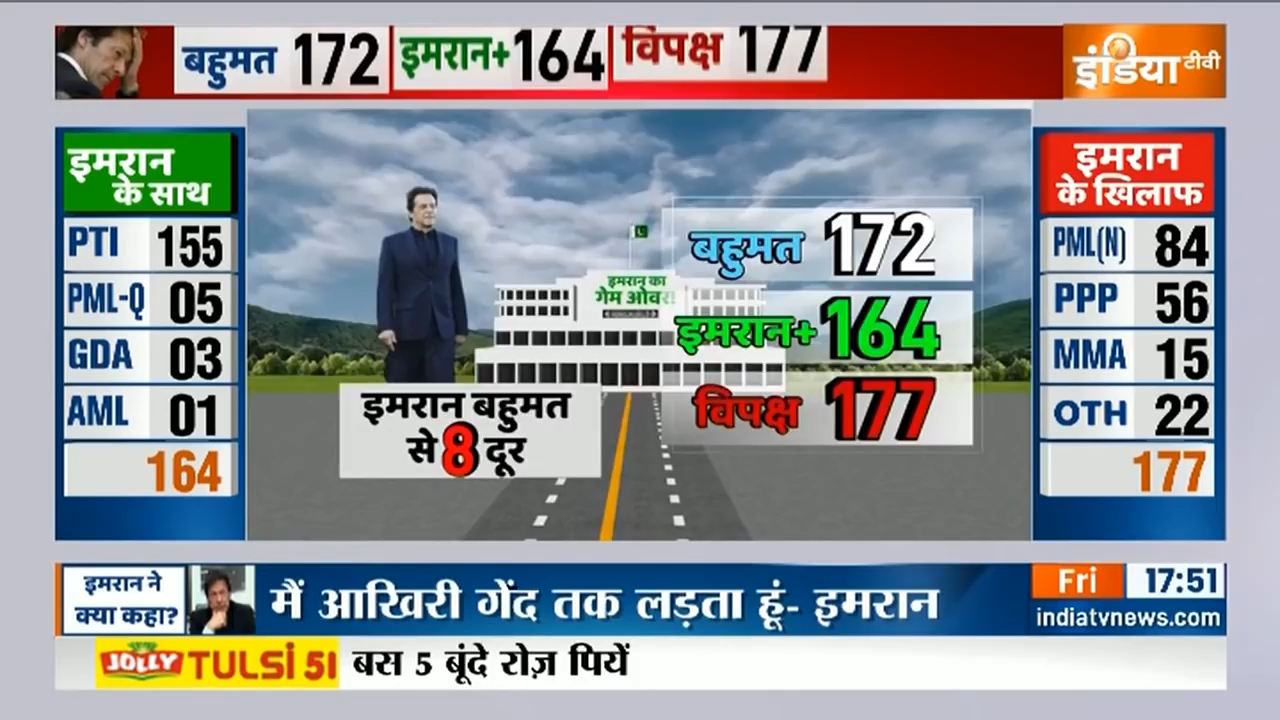 बहुमत 172 इमरान+ 164 विपक्ष 177
इंडिया टीवी
इमरान
के साथ
PTI 155
PML-Q 05
GDA 03
AML 01
164
इमरान का
गेम ओवर!
बहुमत 172
इमरान+ 164
विपक्ष 177
इमरान बहुमत
से 8 दूर
इमरान
के खिलाफ
PML(N) 84
PPP 56
MMA 15
OTH 22
177
इमरान ने
क्या कहा?
मैं आखिरी गेंद तक लड़ता हूं- इमरान
Fri 17:51
indiatvnews.com
JOLLY TULSI 51 बस 5 बूंदे रोज़ पियें